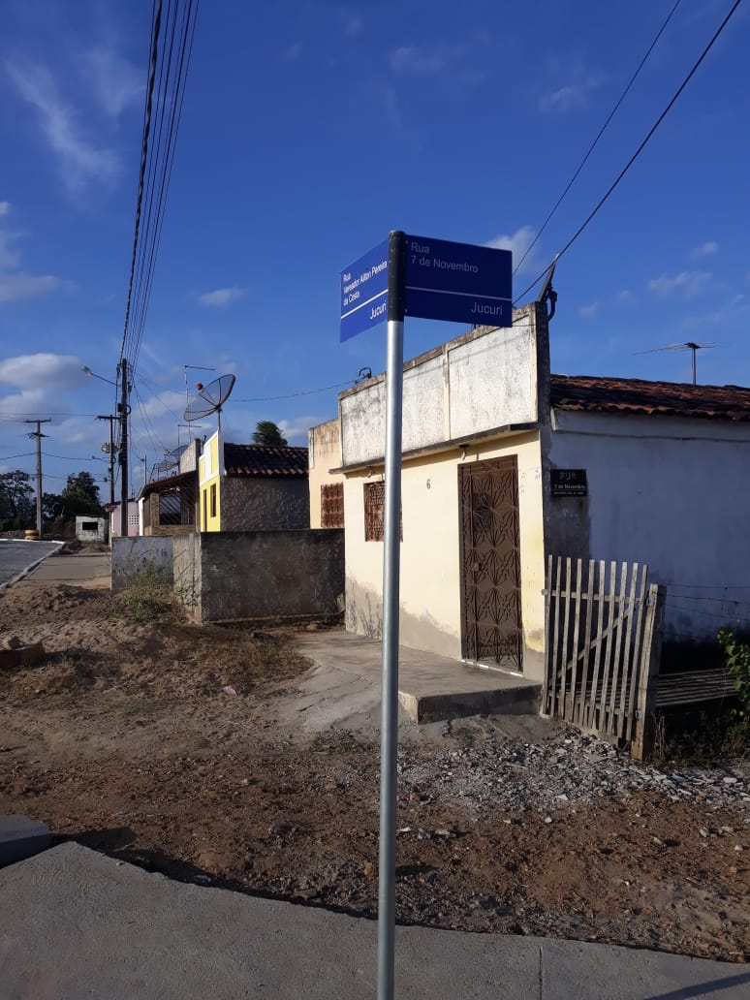 Rua
Vereador Ailton Pereira
da Costa
Jucuri
Rua
7 de Novembro
Jucuri
6
RUA
7 de Novembro